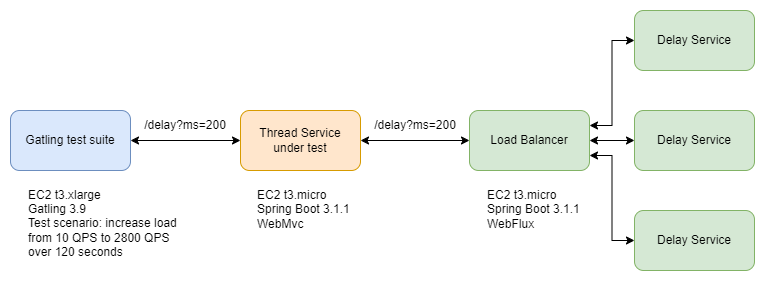 Gatling test suite
/delay?ms=200
Thread Service
under test
/delay?ms=200
Load Balancer
Delay Service
Delay Service
Delay Service
EC2 t3.xlarge
Gatling 3.9
Test scenario: increase load
from 10 QPS to 2800 QPS
over 120 seconds
EC2 t3.micro
Spring Boot 3.1.1
WebMvc
EC2 t3.micro
Spring Boot 3.1.1
WebFlux